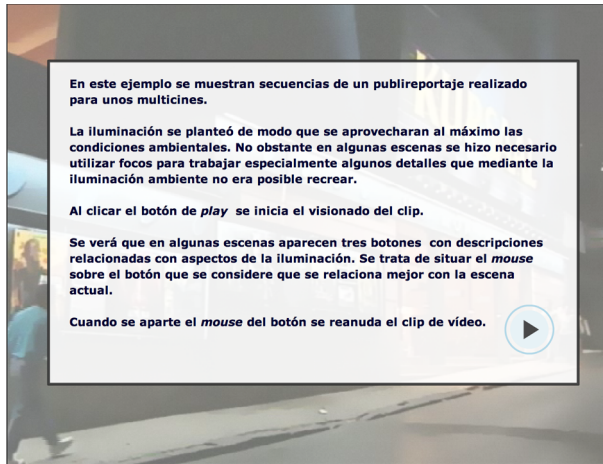 En este ejemplo se muestran secuencias de un publireportaje realizado
para unos multicines.
La iluminación se planteó de modo que se aprovecharan al máximo las
condiciones ambientales. No obstante en algunas escenas se hizo necesario
utilizar focos para trabajar especialmente algunos detalles que mediante la
iluminación ambiente no era posible recrear.
Al clicar el botón de play se inicia el visionado del clip.
Se verá que en algunas escenas aparecen tres botones con descripciones
relacionadas con aspectos de la iluminación. Se trata de situar el mouse
sobre el botón que se considere que se relaciona mejor con la escena
actual.
Cuando se aparte el mouse del botón se reanuda el clip de vídeo.